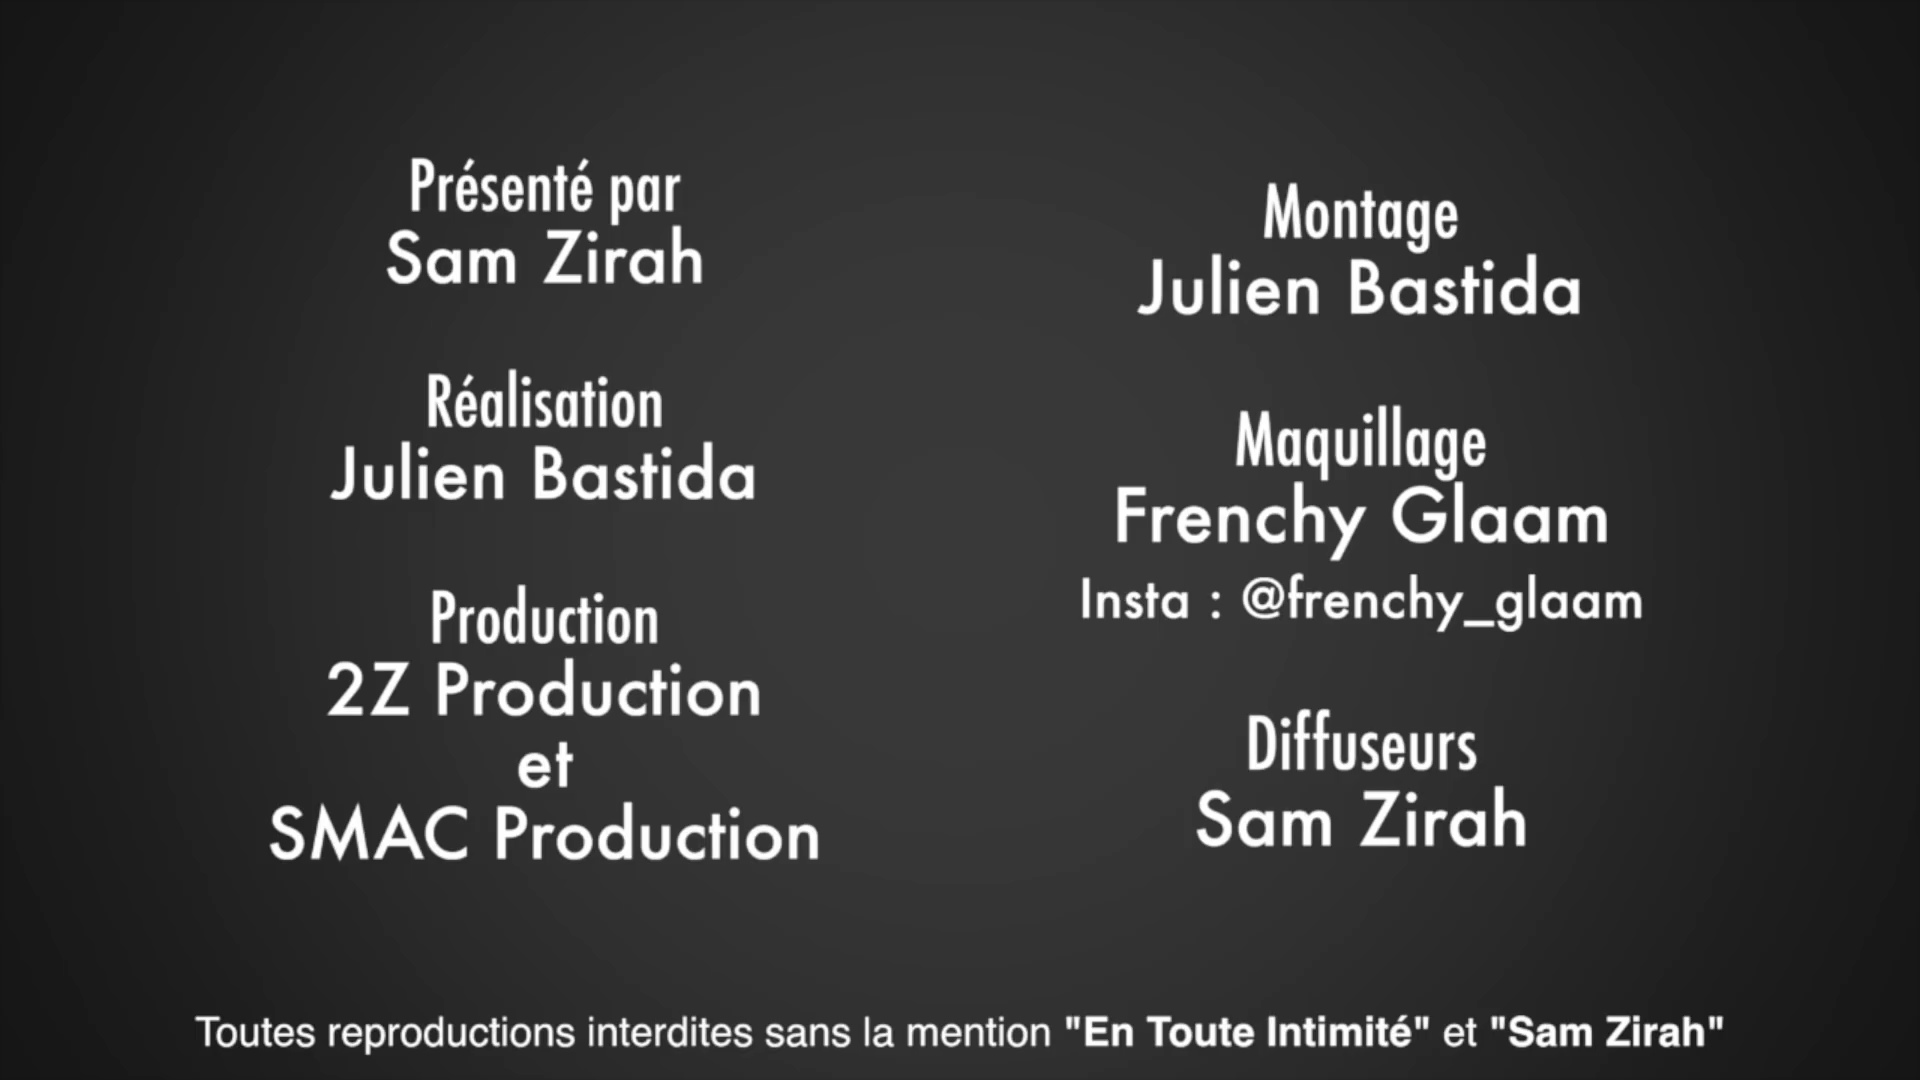 Présenté par
Sam Zirah
Réalisation
Julien Bastida
Production
2Z Production
et
SMAC Production
Montage
Julien Bastida
Maquillage
Frenchy Glaam
Insta : @frenchy_glaam
Diffuseurs
Sam Zirah
Toutes reproductions interdites sans la mention "En Toute Intimité" et "Sam Zirah"